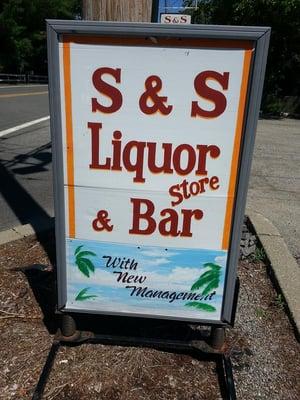 S&S
S & S
Liquor
Store
& Bar
With
New
Management